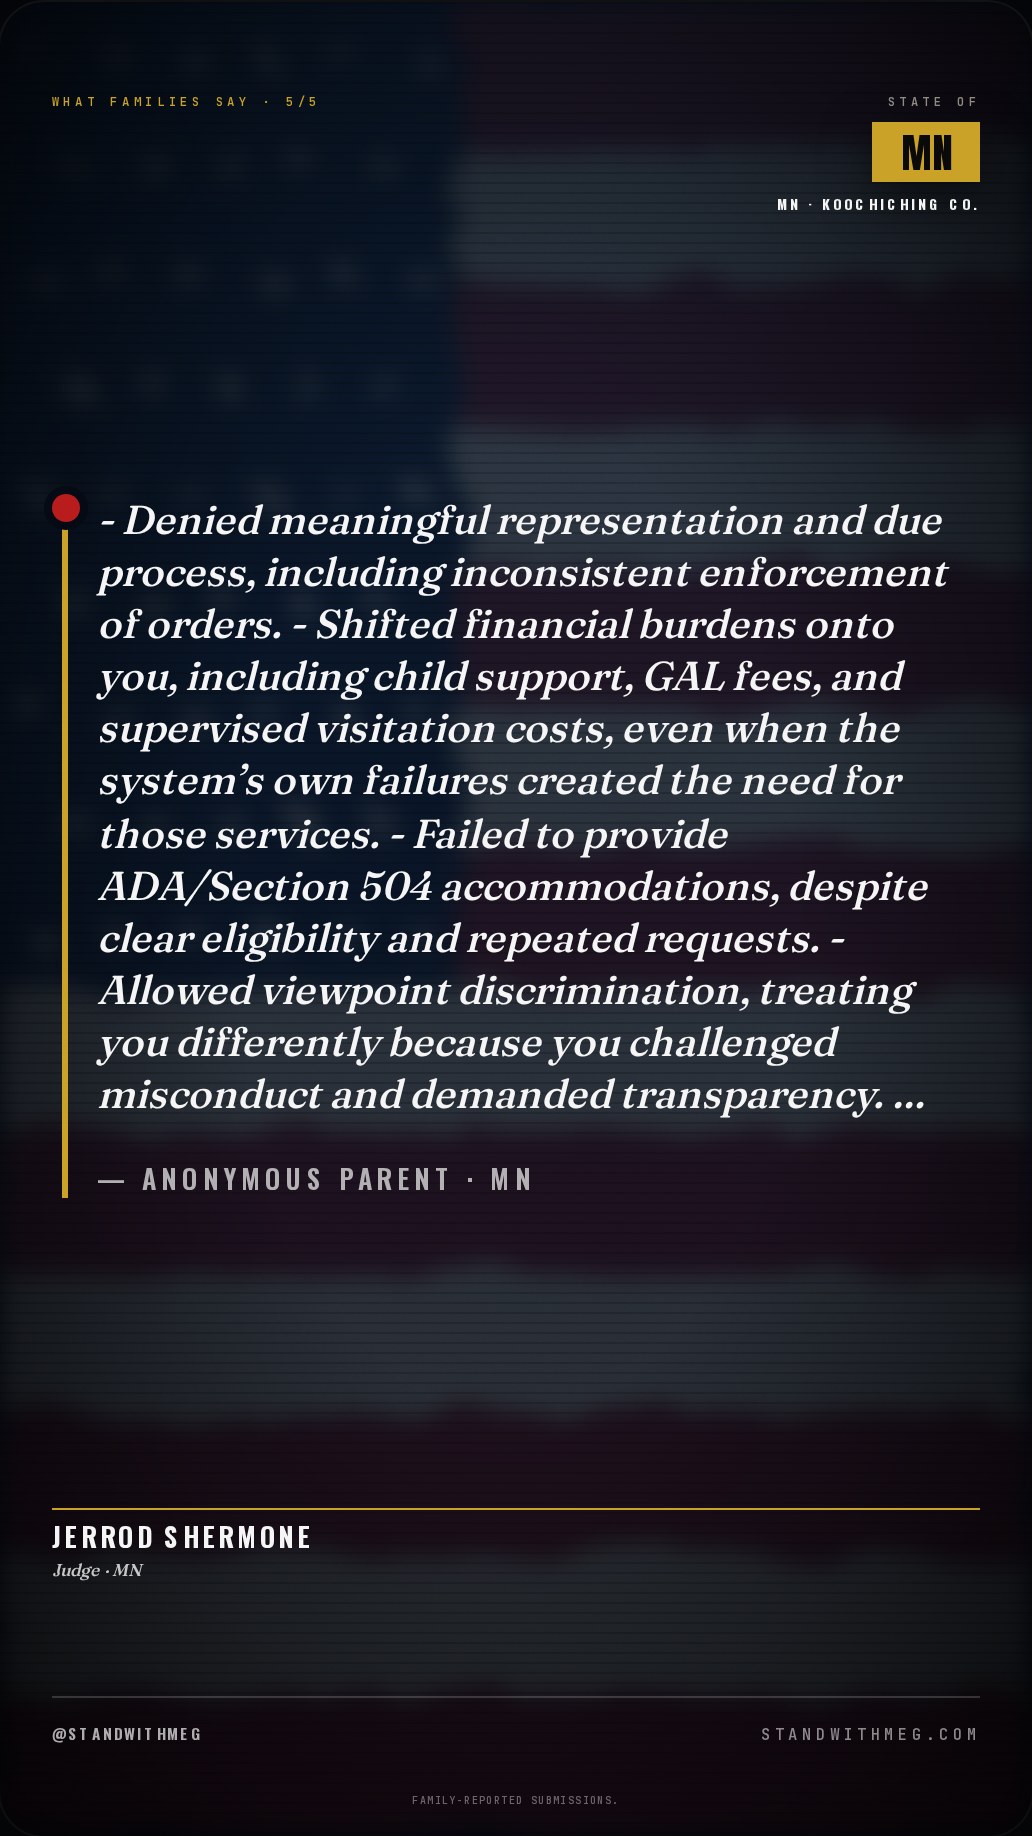 WHAT FAMILIES SAY · 5/5
STATE OF
MN
MN · KOOCHICHING CO.
- Denied meaningful representation and due
process, including inconsistent enforcement
of orders. - Shifted financial burdens onto
you, including child support, GAL fees, and
supervised visitation costs, even when the
system’s own failures created the need for
those services. - Failed to provide
ADA/Section 504 accommodations, despite
clear eligibility and repeated requests. -
Allowed viewpoint discrimination, treating
you differently because you challenged
misconduct and demanded transparency. ...
— ANONYMOUS PARENT · MN
JERROD SHERMONE
Judge · MN
@STANDWITHMEG
STANDWITHMEG.COM
FAMILY-REPORTED SUBMISSIONS.